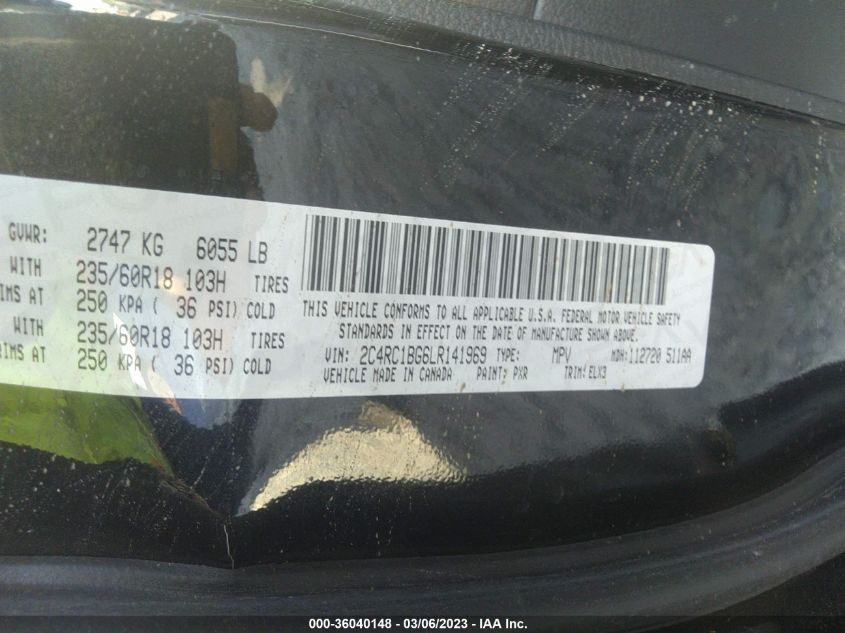 GVWR: 2747 KG 6055 LB
WITH 235/60R18 103H TIRES
IMS AT 250 KPA ( 36 PSI) COLD
WITH 235/60R18 103H TIRES
IMS AT 250 KPA ( 36 PSI) COLD
THIS VEHICLE CONFORMS TO ALL APPLICABLE U.S.A. FEDERAL MOTOR VEHICLE SAFETY
STANDARDS IN EFFECT ON THE DATE OF MANUFACTURE SHOWN ABOVE.
VIN: 2C4RC1BG6LR141969 TYPE: MPV MDH: 112720 511AA
VEHICLE MADE IN CANADA PAINT: PXR TRIM: ELX3
000-36040148 — 03/06/2023 — IAA Inc.